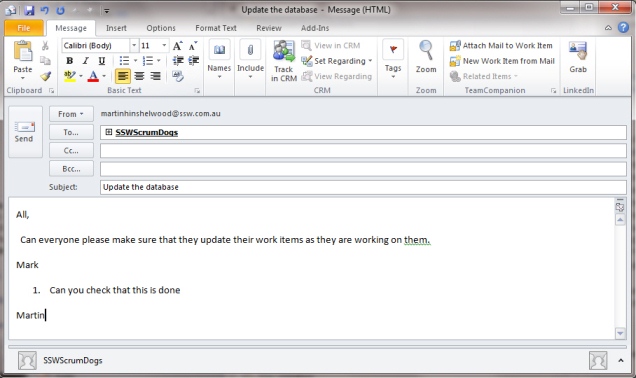 Update the database - Message (HTML)
File Message Insert Options Format Text Review Add-Ins
Paste
Calibri (Body) 11 A A
B I U
ab A
Names
Include
Track in CRM
View in CRM
Set Regarding
View Regarding
Tags
Zoom
Attach Mail to Work Item
New Work Item from Mail
Related Items
Grab
Clipboard Basic Text CRM Zoom TeamCompanion LinkedIn
Send
From martinhinshelwood@ssw.com.au
To... SSWScrumDogs
Cc...
Bcc...
Subject: Update the database
All,
Can everyone please make sure that they update their work items as they are working on them.
Mark
1. Can you check that this is done
Martin
SSWScrumDogs